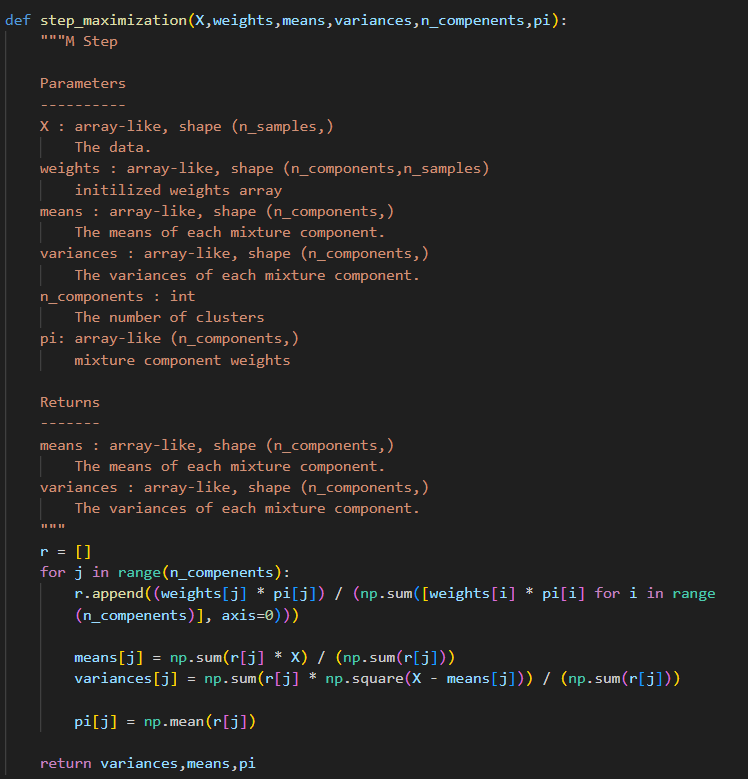 def step_maximization(X,weights,means,variances,n_compenents,pi):
"""M Step
Parameters
----------
X : array-like, shape (n_samples,)
The data.
weights : array-like, shape (n_components,n_samples)
initilized weights array
means : array-like, shape (n_components,)
The means of each mixture component.
variances : array-like, shape (n_components,)
The variances of each mixture component.
n_components : int
The number of clusters
pi: array-like (n_components,)
mixture component weights
Returns
-------
means : array-like, shape (n_components,)
The means of each mixture component.
variances : array-like, shape (n_components,)
The variances of each mixture component.
"""
r = []
for j in range(n_compenents):
r.append((weights[j] * pi[j]) / (np.sum([weights[i] * pi[i] for i in range
(n_compenents)], axis=0)))
means[j] = np.sum(r[j] * X) / (np.sum(r[j]))
variances[j] = np.sum(r[j] * np.square(X - means[j])) / (np.sum(r[j]))
pi[j] = np.mean(r[j])
return variances,means,pi